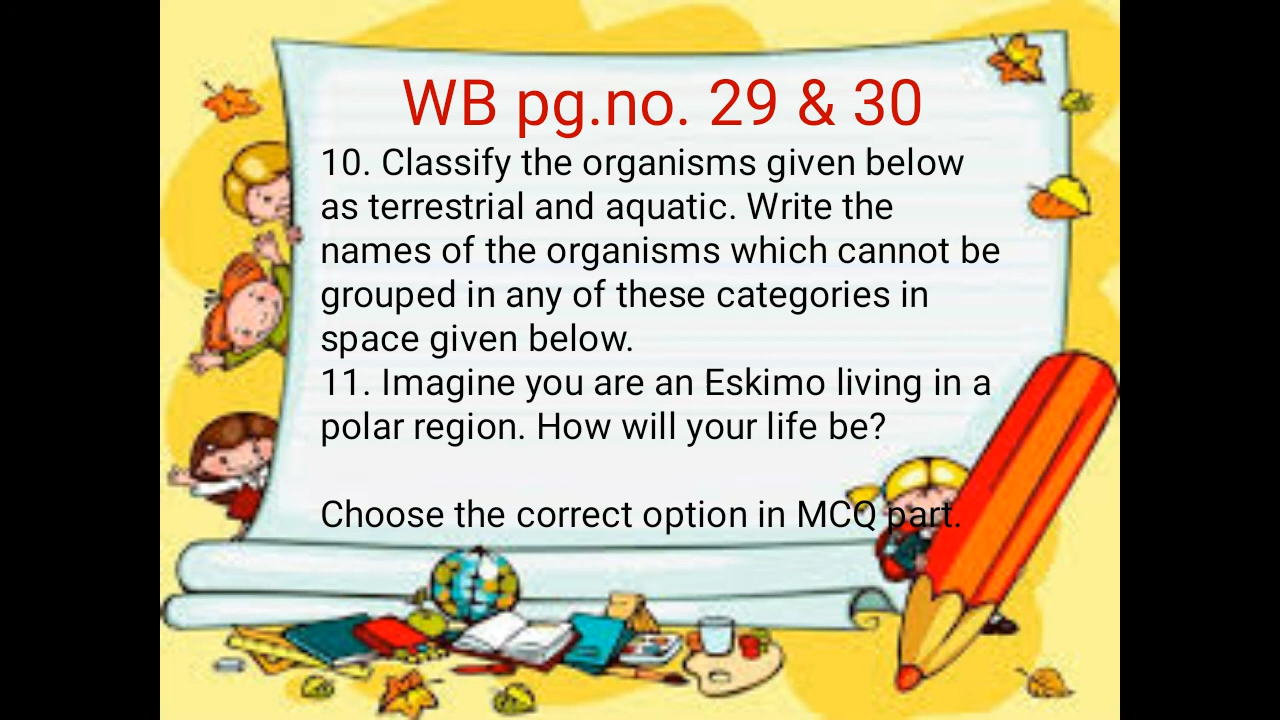 WB pg.no. 29 & 30
10. Classify the organisms given below
as terrestrial and aquatic. Write the
names of the organisms which cannot be
grouped in any of these categories in
space given below.
11. Imagine you are an Eskimo living in a
polar region. How will your life be?
Choose the correct option in MCQ part.